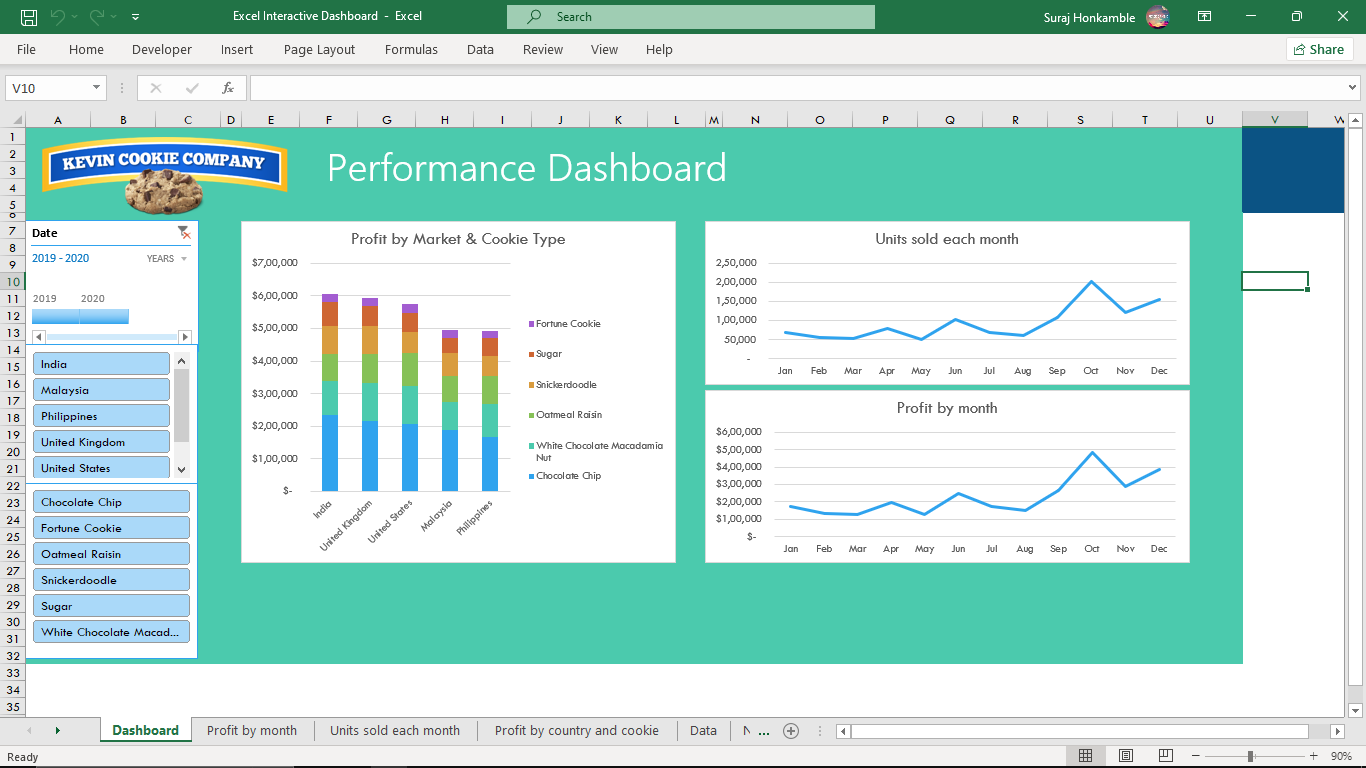 Excel Interactive Dashboard - Excel
Search
Suraj Honkamble
File Home Developer Insert Page Layout Formulas Data Review View Help
Share
V10
fx
A B C D E F G H I J K L M N O P Q R S T U V W
1
2
3
4
5
6
7
8
9
10
11
12
13
14
15
16
17
18
19
20
21
22
23
24
25
26
27
28
29
30
31
32
33
34
35
KEVIN COOKIE COMPANY
Performance Dashboard
Date
2019 - 2020
YEARS
2019 2020
India
Malaysia
Philippines
United Kingdom
United States
Chocolate Chip
Fortune Cookie
Oatmeal Raisin
Snickerdoodle
Sugar
White Chocolate Macad...
Profit by Market & Cookie Type
$7,00,000
$6,00,000
$5,00,000
$4,00,000
$3,00,000
$2,00,000
$1,00,000
$-
India
United Kingdom
United States
Malaysia
Philippines
Fortune Cookie
Sugar
Snickerdoodle
Oatmeal Raisin
White Chocolate Macadamia
Nut
Chocolate Chip
Units sold each month
2,50,000
2,00,000
1,50,000
1,00,000
50,000
-
Jan Feb Mar Apr May Jun Jul Aug Sep Oct Nov Dec
Profit by month
$6,00,000
$5,00,000
$4,00,000
$3,00,000
$2,00,000
$1,00,000
$-
Jan Feb Mar Apr May Jun Jul Aug Sep Oct Nov Dec
Dashboard Profit by month Units sold each month Profit by country and cookie Data N ...
Ready
90%